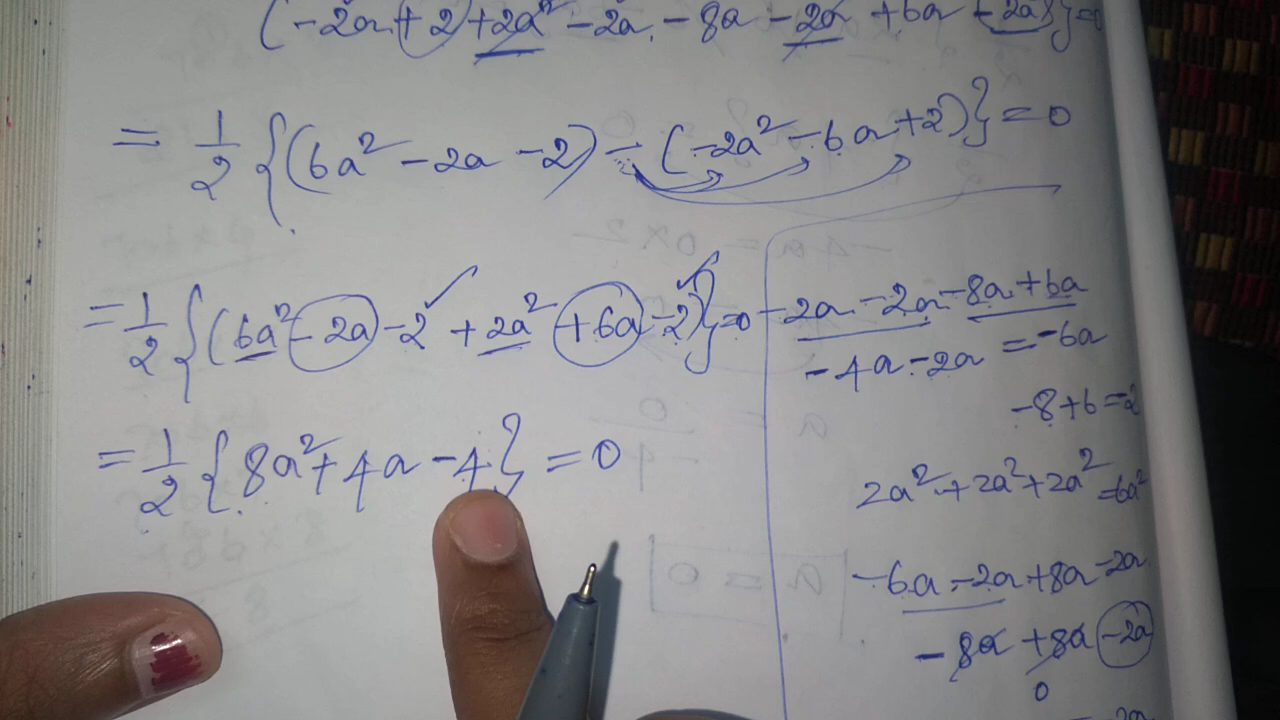 (-2a + 2 + 2a² - 2a - 8a - 2a + 6a - 2a)} = 0
= 1/2 {(6a² - 2a - 2) - (-2a² - 6a + 2)} = 0
= 1/2 {(6a² - 2a) - 2 + 2a² + 6a - 2)} = 0
= 1/2 {8a² + 4a - 4} = 0
-2a - 2a - 8a + 6a
-4a - 2a = -6a
-8 + 6 = -2
2a² + 2a² + 2a² = 6a²
-6a - 2a + 8a - 2a
-8a + 8a - 2a
0